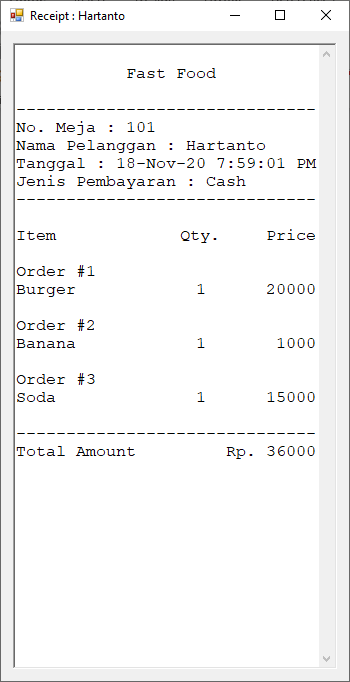 Receipt : Hartanto
Fast Food
------------------------------
No. Meja : 101
Nama Pelanggan : Hartanto
Tanggal : 18-Nov-20 7:59:01 PM
Jenis Pembayaran : Cash
------------------------------
Item Qty. Price
Order #1
Burger 1 20000
Order #2
Banana 1 1000
Order #3
Soda 1 15000
------------------------------
Total Amount Rp. 36000